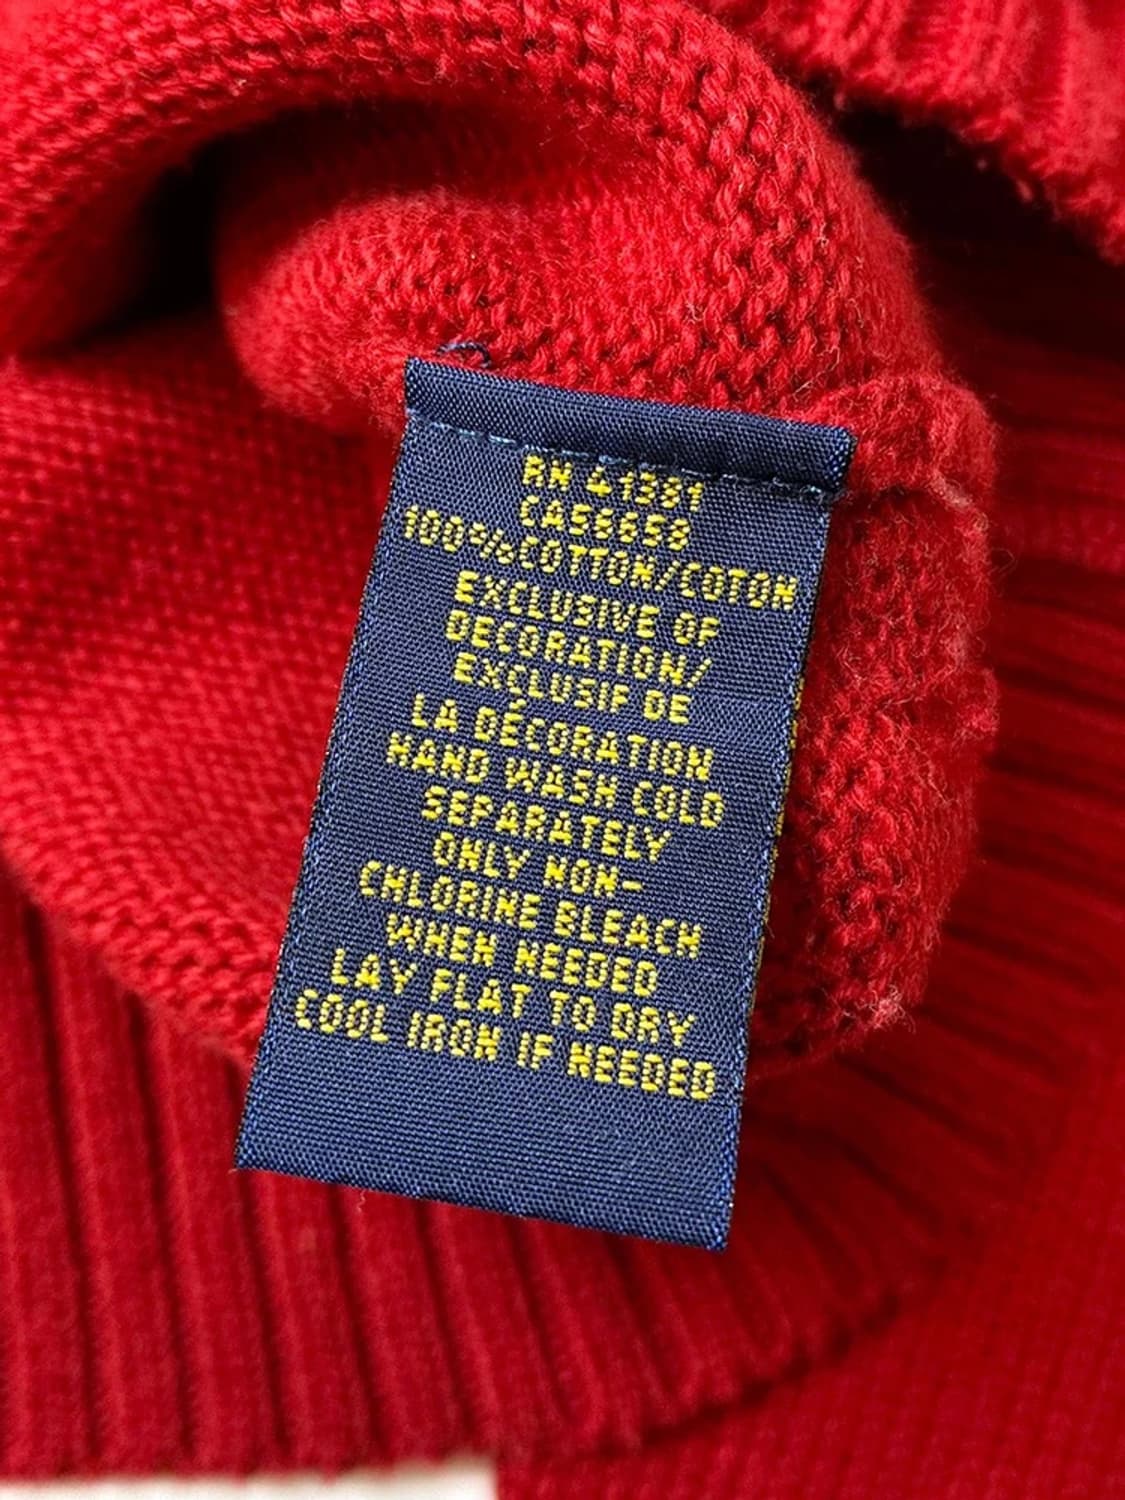 RN 41381
CA56658
100%COTTON/COTON
EXCLUSIVE OF
DECORATION/
EXCLUSIF DE
LA DÉCORATION
HAND WASH COLD
SEPARATELY
ONLY NON-
CHLORINE BLEACH
WHEN NEEDED
LAY FLAT TO DRY
COOL IRON IF NEEDED